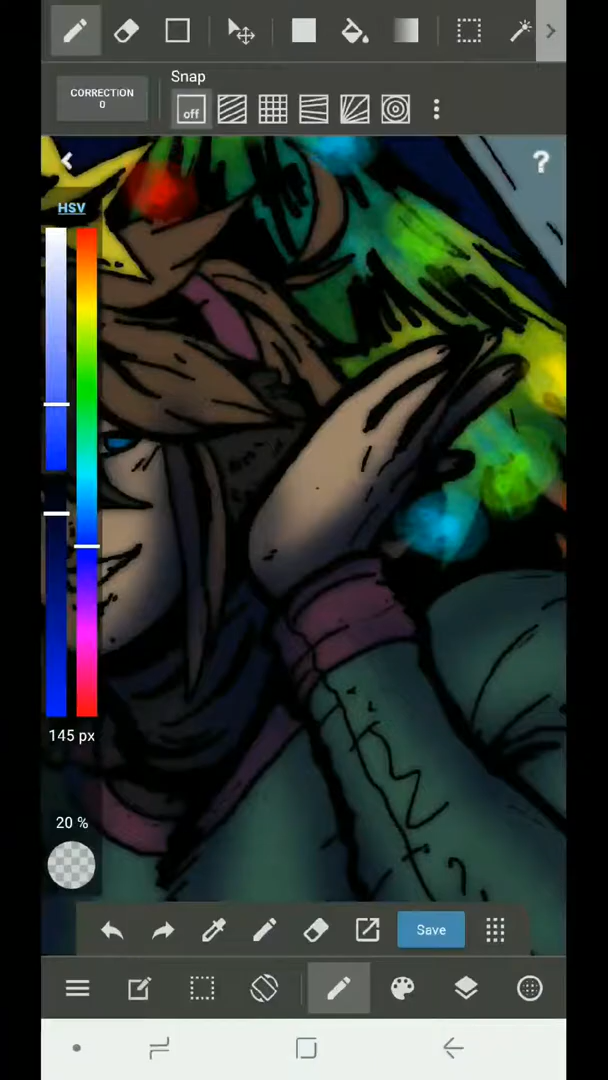 Snap
CORRECTION
0
off
?
HSV
145 px
20 %
Save